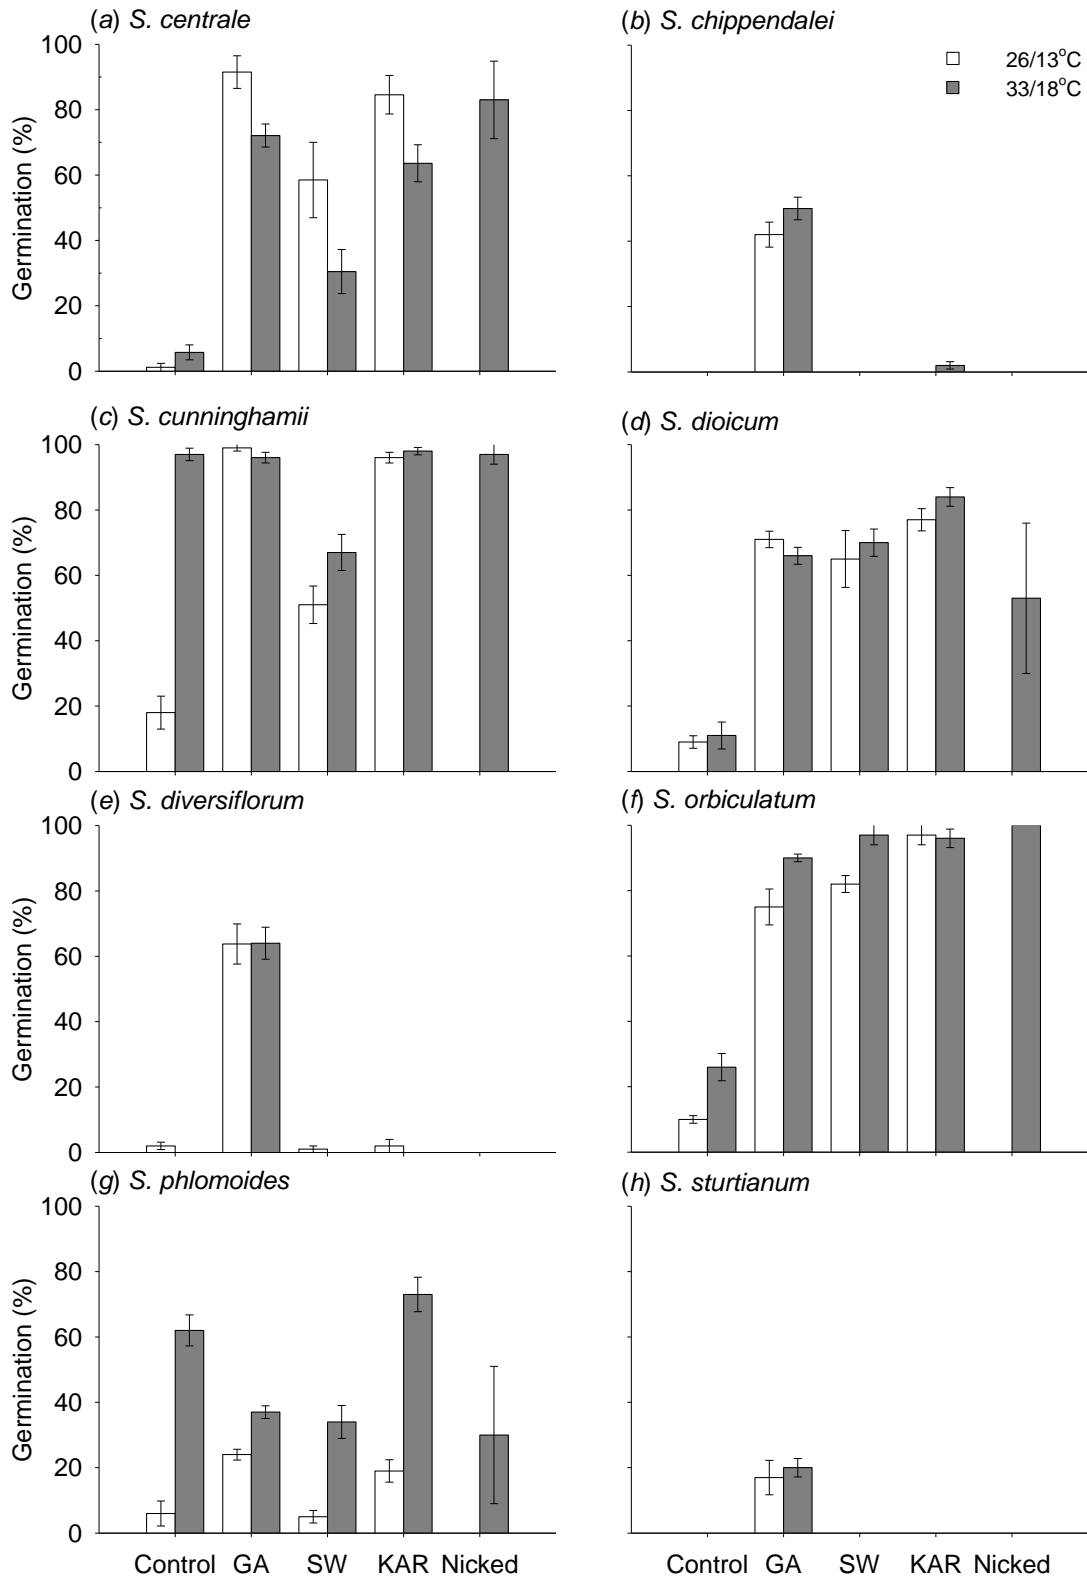 (a) S. centrale
(b) S. chippendalei
26/13°C
33/18°C
Germination (%)
100
80
60
40
20
0
(c) S. cunninghamii
(d) S. dioicum
Germination (%)
100
80
60
40
20
0
(e) S. diversiflorum
(f) S. orbiculatum
Germination (%)
100
80
60
40
20
0
(g) S. phlomoides
(h) S. sturtianum
Germination (%)
100
80
60
40
20
0
Control GA SW KAR Nicked
Control GA SW KAR Nicked